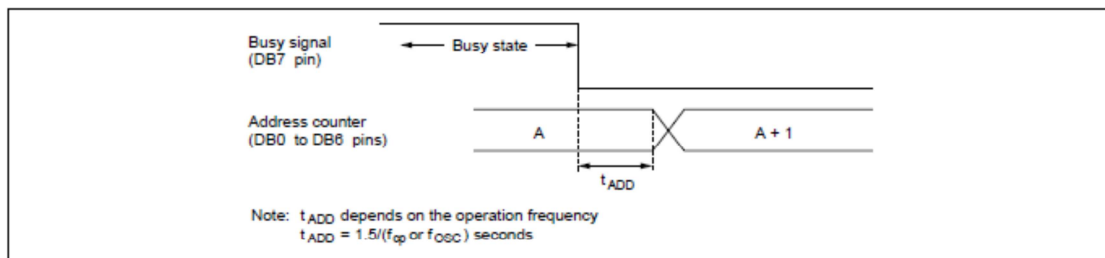 Busy signal
(DB7 pin)
Busy state
Address counter
(DB0 to DB6 pins)
A
A + 1
tADD
Note: tADD depends on the operation frequency
tADD = 1.5/(fcp or fOSC) seconds